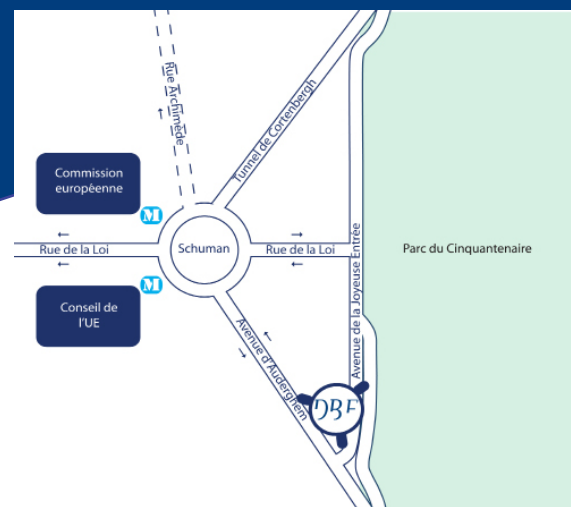 Rue Archimède
Tunnel de Cortenbergh
Commission
européenne
M
Rue de la Loi
Schuman
Rue de la Loi
Parc du Cinquantenaire
Avenue de la Joyeuse Entrée
M
Conseil de
l'UE
Avenue d'Auderghem
DBF